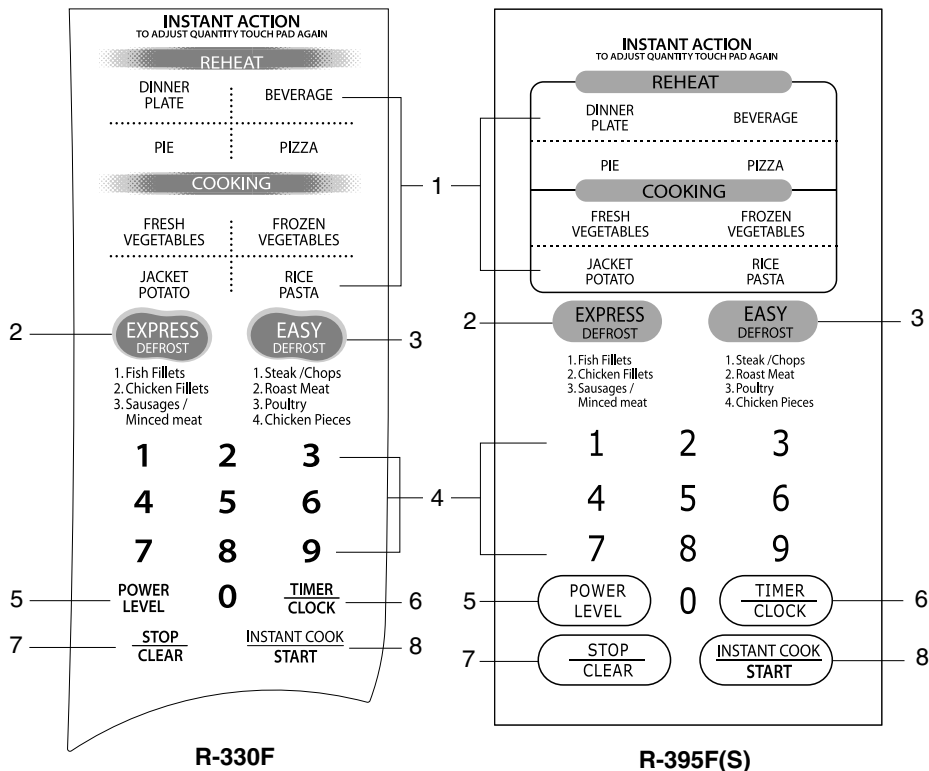 INSTANT ACTION
TO ADJUST QUANTITY TOUCH PAD AGAIN
REHEAT
DINNER PLATE
BEVERAGE
PIE
PIZZA
COOKING
FRESH VEGETABLES
FROZEN VEGETABLES
JACKET POTATO
RICE PASTA
EXPRESS DEFROST
EASY DEFROST
1. Fish Fillets
2. Chicken Fillets
3. Sausages /
Minced meat
1. Steak /Chops
2. Roast Meat
3. Poultry
4. Chicken Pieces
1 2 3
4 5 6
7 8 9
POWER LEVEL
0
TIMER
CLOCK
STOP
CLEAR
INSTANT COOK
START
R-330F
1
2
3
4
5
6
7
8
INSTANT ACTION
TO ADJUST QUANTITY TOUCH PAD AGAIN
REHEAT
DINNER PLATE
BEVERAGE
PIE
PIZZA
COOKING
FRESH VEGETABLES
FROZEN VEGETABLES
JACKET POTATO
RICE PASTA
EXPRESS DEFROST
EASY DEFROST
1. Fish Fillets
2. Chicken Fillets
3. Sausages /
Minced meat
1. Steak /Chops
2. Roast Meat
3. Poultry
4. Chicken Pieces
1 2 3
4 5 6
7 8 9
POWER LEVEL
0
TIMER
CLOCK
STOP
CLEAR
INSTANT COOK
START
2
3
5
6
7
8
R-395F(S)